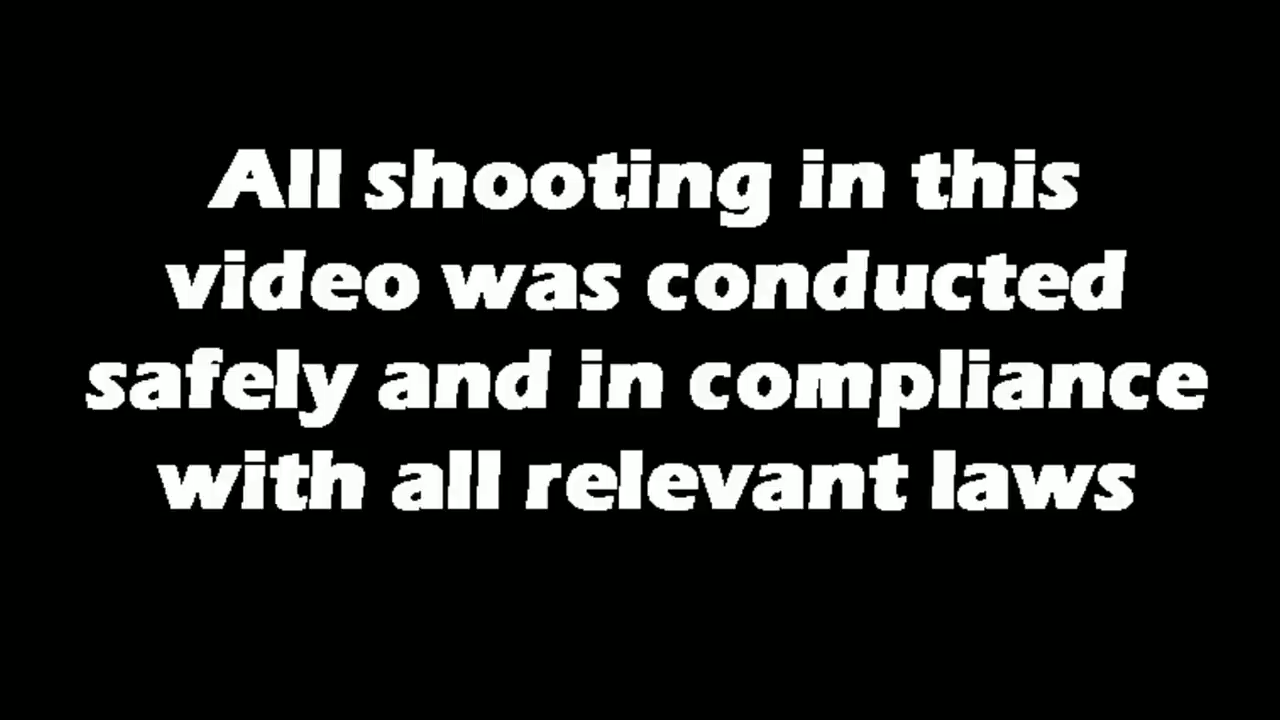 All shooting in this
video was conducted
safely and in compliance
with all relevant laws